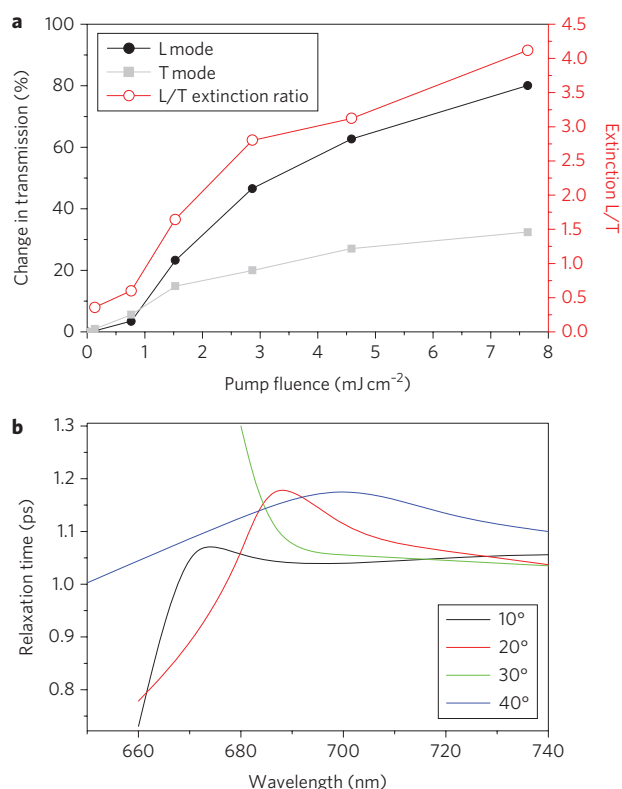 a
100
80
60
40
20
0
Change in transmission (%)
L mode
T mode
L/T extinction ratio
4.5
4.0
3.5
3.0
2.5
2.0
1.5
1.0
0.5
0.0
Extinction L/T
0 1 2 3 4 5 6 7 8
Pump fluence (mJ cm⁻²)
b
1.3
1.2
1.1
1.0
0.9
0.8
Relaxation time (ps)
10°
20°
30°
40°
660 680 700 720 740
Wavelength (nm)